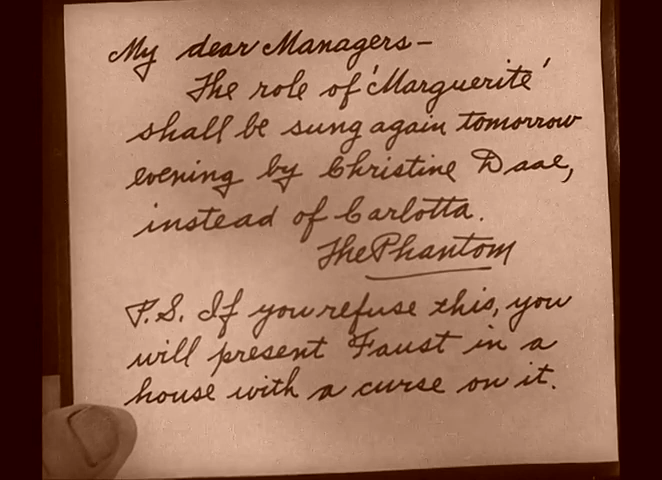 My dear Managers-
The role of 'Marguerite'
shall be sung again tomorrow
evening by Christine Daae,
instead of Carlotta.
The Phantom
P.S. If you refuse this, you
will present Faust in a
house with a curse on it.